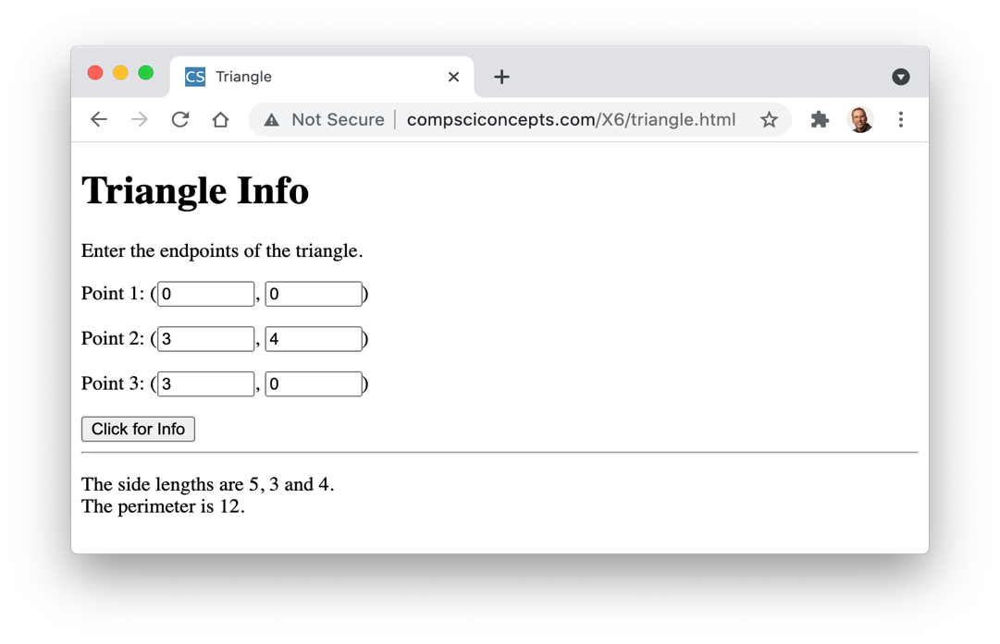 CS Triangle
Not Secure compsciconcepts.com/X6/triangle.html
Triangle Info
Enter the endpoints of the triangle.
Point 1: (0, 0)
Point 2: (3, 4)
Point 3: (3, 0)
Click for Info
The side lengths are 5, 3 and 4.
The perimeter is 12.